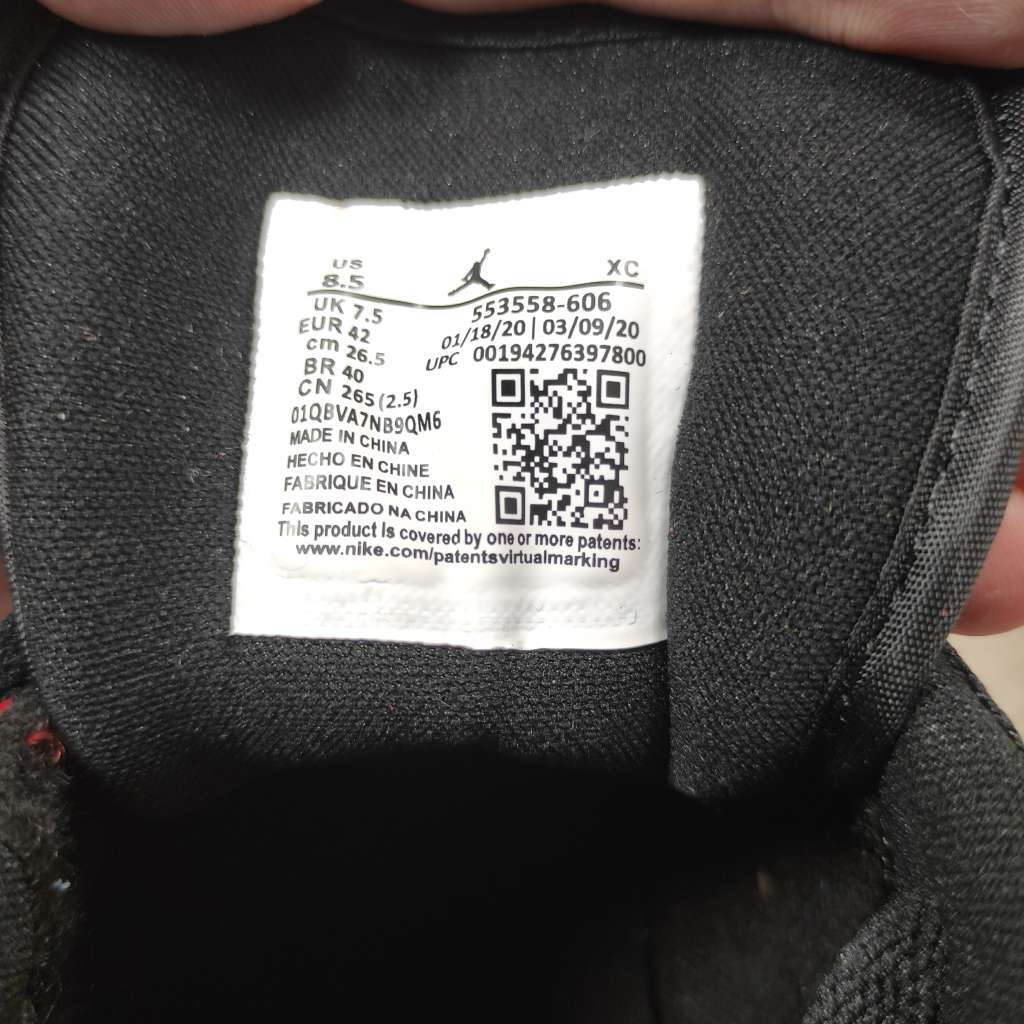 US
8.5
XC
UK 7.5
EUR 42
cm 26.5
BR 40
CN 265 (2.5)
01QBVA7NB9QM6
553558-606
01/18/20 | 03/09/20
UPC 00194276397800
MADE IN CHINA
HECHO EN CHINE
FABRIQUE EN CHINA
FABRICADO NA CHINA
This product is covered by one or more patents:
www.nike.com/patentsvirtualmarking